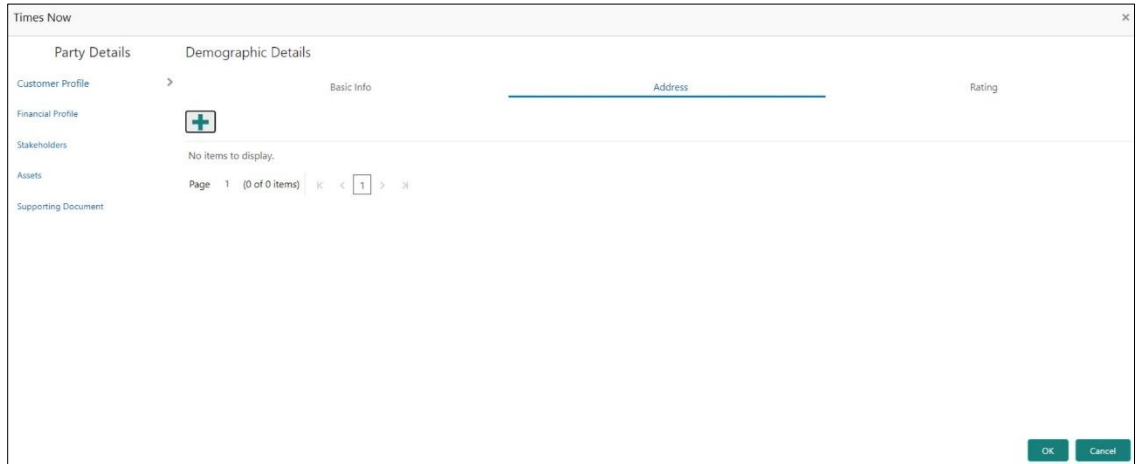 Times Now
Party Details
Customer Profile
Financial Profile
Stakeholders
Assets
Supporting Document
Demographic Details
Basic Info Address Rating
No items to display.
Page 1 (0 of 0 items) 1
OK Cancel